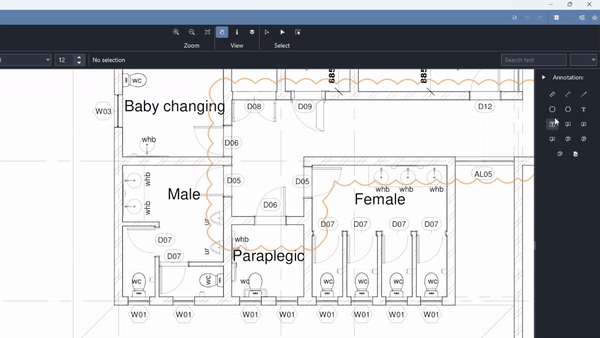 Zoom View Select
12 No selection Search text
Annotation:
WC
Baby changing
W03
whb
D08 D09 D12
D06
D05 D05 AL05
whb
Male
whb
D06
whb whb whb
Female
ur
ur
D07
D07
D07 D07 D07 D07
whb
Paraplegic
WC WC WC WC WC WC WC
W01 W01 W01 W01 W01 W01 W01 W01